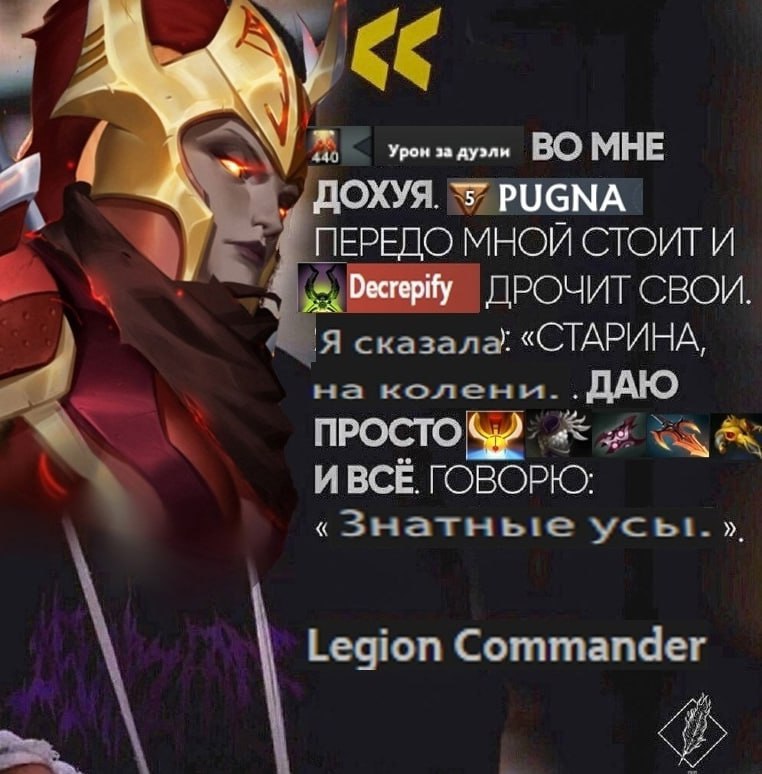 440 Урон за дуэли ВО МНЕ
ДОХУЯ. 5 PUGNA
ПЕРЕДО МНОЙ СТОИТ И
Decrepify ДРОЧИТ СВОИ.
Я сказала: «СТАРИНА,
на колени. . ДАЮ
ПРОСТО
И ВСЁ. ГОВОРЮ:
« Знатные усы. ».
Legion Commander